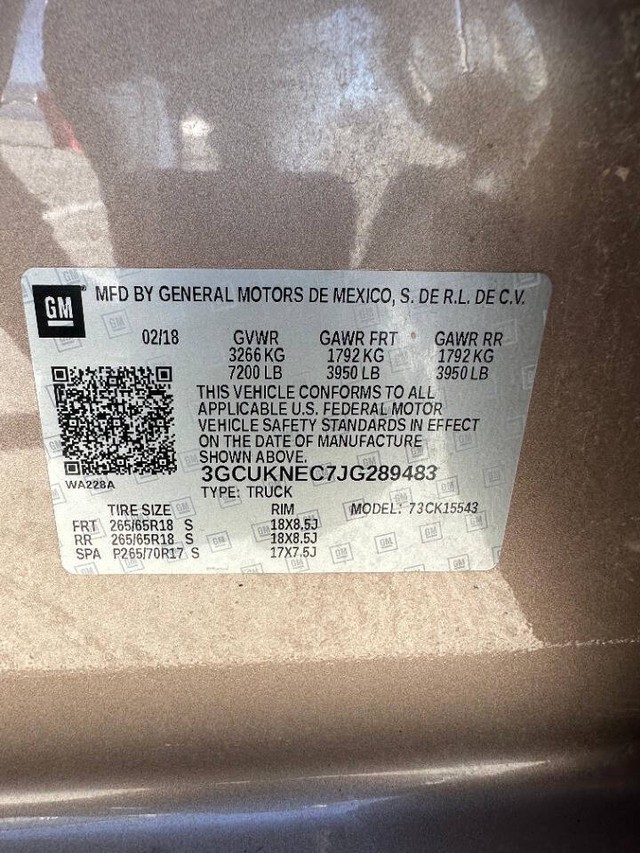 GM MFD BY GENERAL MOTORS DE MEXICO, S. DE R.L. DE C.V.
02/18 GVWR GAWR FRT GAWR RR
3266 KG 1792 KG 1792 KG
7200 LB 3950 LB 3950 LB
THIS VEHICLE CONFORMS TO ALL
APPLICABLE U.S. FEDERAL MOTOR
VEHICLE SAFETY STANDARDS IN EFFECT
ON THE DATE OF MANUFACTURE
SHOWN ABOVE.
3GCUKNEC7JG289483
WA228A
TYPE: TRUCK
TIRE SIZE RIM MODEL: 73CK15543
FRT 265/65R18 S 18X8.5J
RR 265/65R18 S 18X8.5J
SPA P265/70R17 S 17X7.5J